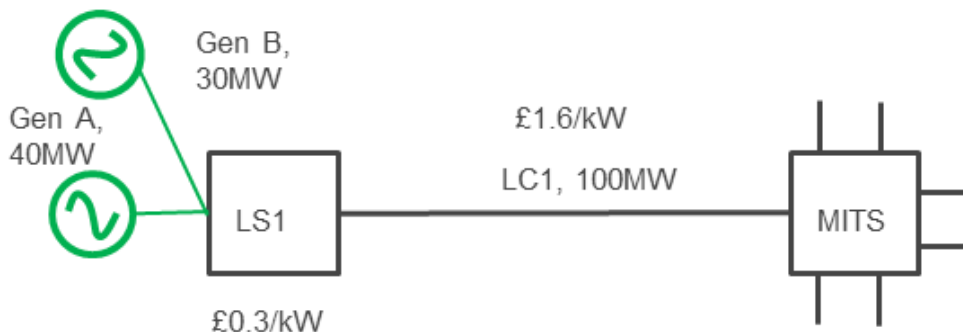 Gen B,
30MW
Gen A,
40MW
£1.6/kW
LC1, 100MW
LS1
MITS
£0.3/kW